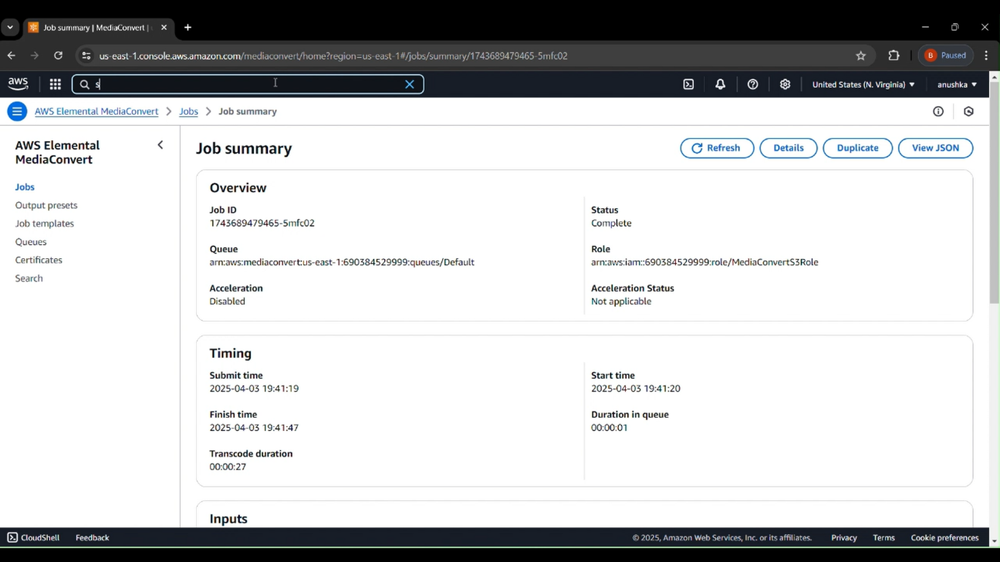 Job summary | MediaConvert |
us-east-1.console.aws.amazon.com/mediaconvert/home?region=us-east-1#/jobs/summary/1743689479465-5mfc02
B Paused
aws
s
United States (N. Virginia)
anushka
AWS Elemental MediaConvert
Jobs
Job summary
AWS Elemental
MediaConvert
Jobs
Output presets
Job templates
Queues
Certificates
Search
Job summary
Refresh
Details
Duplicate
View JSON
Overview
Job ID
1743689479465-5mfc02
Status
Complete
Queue
arn:aws:mediaconvert:us-east-1:690384529999:queues/Default
Role
arn:aws:iam::690384529999:role/MediaConvertS3Role
Acceleration
Disabled
Acceleration Status
Not applicable
Timing
Submit time
2025-04-03 19:41:19
Start time
2025-04-03 19:41:20
Finish time
2025-04-03 19:41:47
Duration in queue
00:00:01
Transcode duration
00:00:27
Inputs
CloudShell
Feedback
© 2025, Amazon Web Services, Inc. or its affiliates.
Privacy
Terms
Cookie preferences